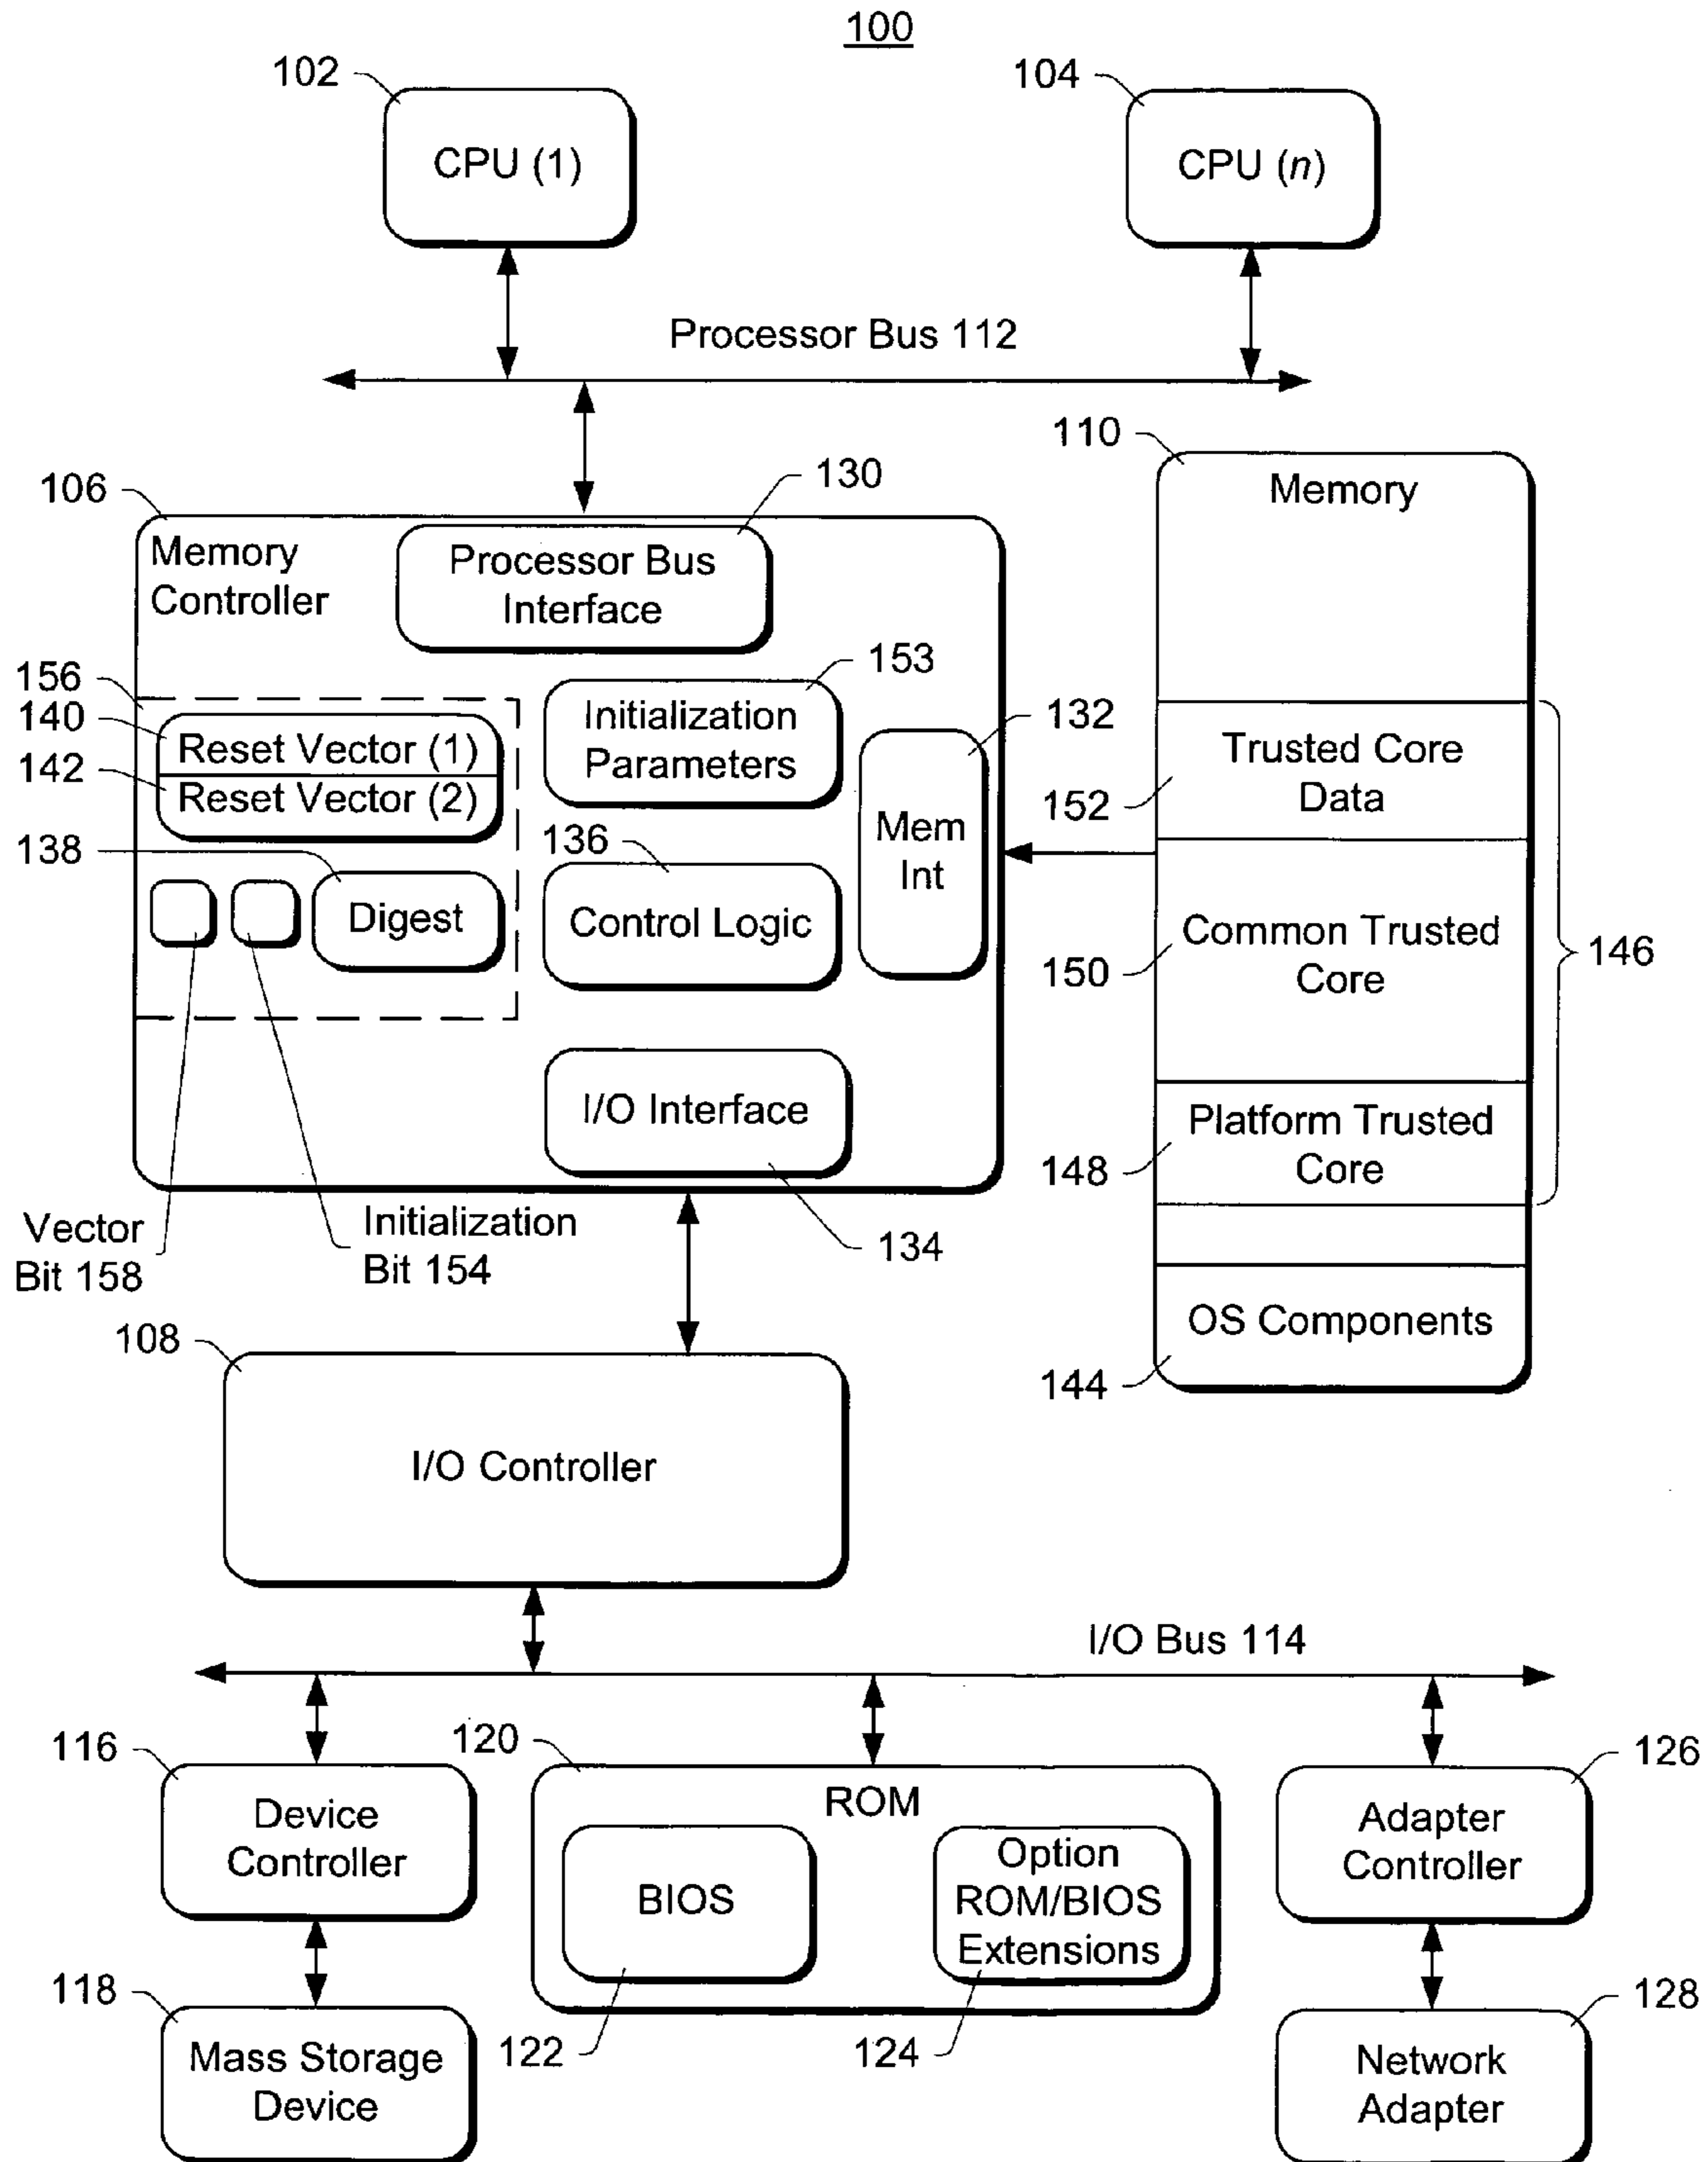 100
102
CPU (1)
104
CPU (n)
Processor Bus 112
110
Memory
106
Memory
Controller
130
Processor Bus
Interface
153
Initialization
Parameters
156
140
Reset Vector (1)
142
Reset Vector (2)
132
Mem
Int
138
Digest
136
Control Logic
Trusted Core
Data
152
Common Trusted
Core
150
146
Platform Trusted
Core
148
I/O Interface
134
Vector
Bit 158
Initialization
Bit 154
OS Components
144
108
I/O Controller
I/O Bus 114
116
Device
Controller
120
ROM
BIOS
122
Option
ROM/BIOS
Extensions
124
126
Adapter
Controller
118
Mass Storage
Device
128
Network
Adapter